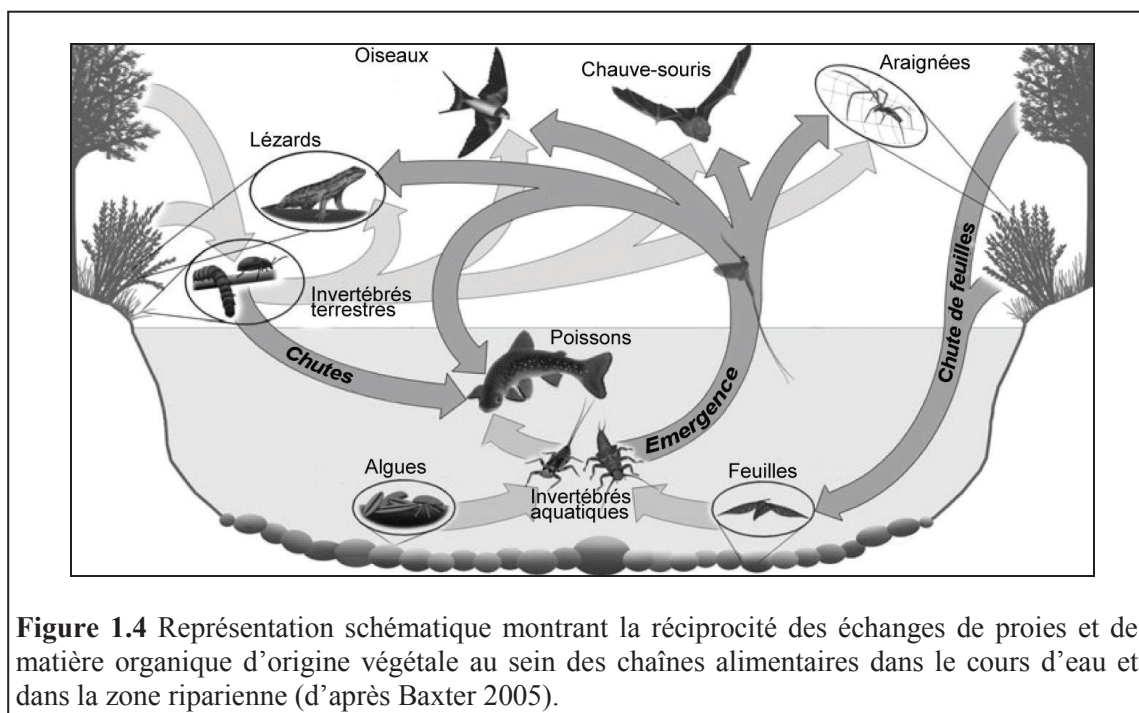 Oiseaux
Chauve-souris
Araignées
Lézards
Invertébrés
terrestres
Chutes
Poissons
Emergence
Chute de feuilles
Algues
Invertébrés
aquatiques
Feuilles
Figure 1.4 Représentation schématique montrant la réciprocité des échanges de proies et de
matière organique d'origine végétale au sein des chaînes alimentaires dans le cours d'eau et
dans la zone riparienne (d'après Baxter 2005).